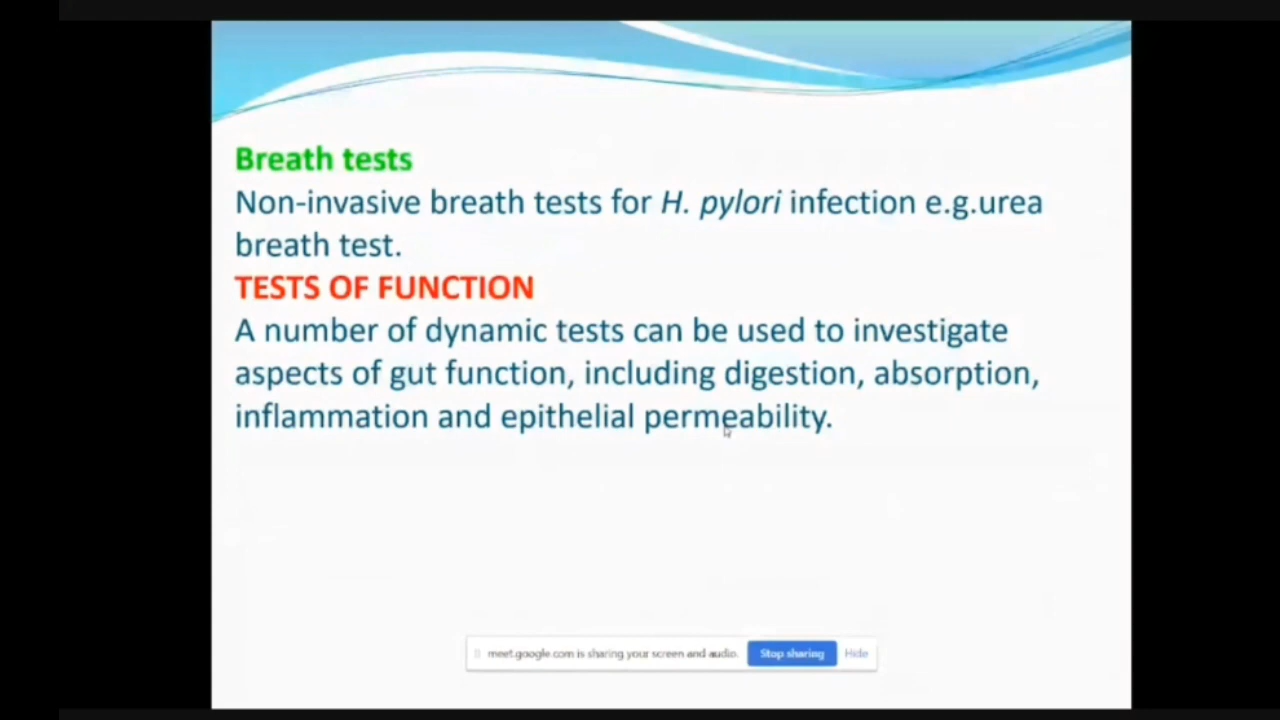 Breath tests
Non-invasive breath tests for H. pylori infection e.g.urea
breath test.
TESTS OF FUNCTION
A number of dynamic tests can be used to investigate
aspects of gut function, including digestion, absorption,
inflammation and epithelial permeability.
meet.google.com is sharing your screen and audio. Stop sharing Hide